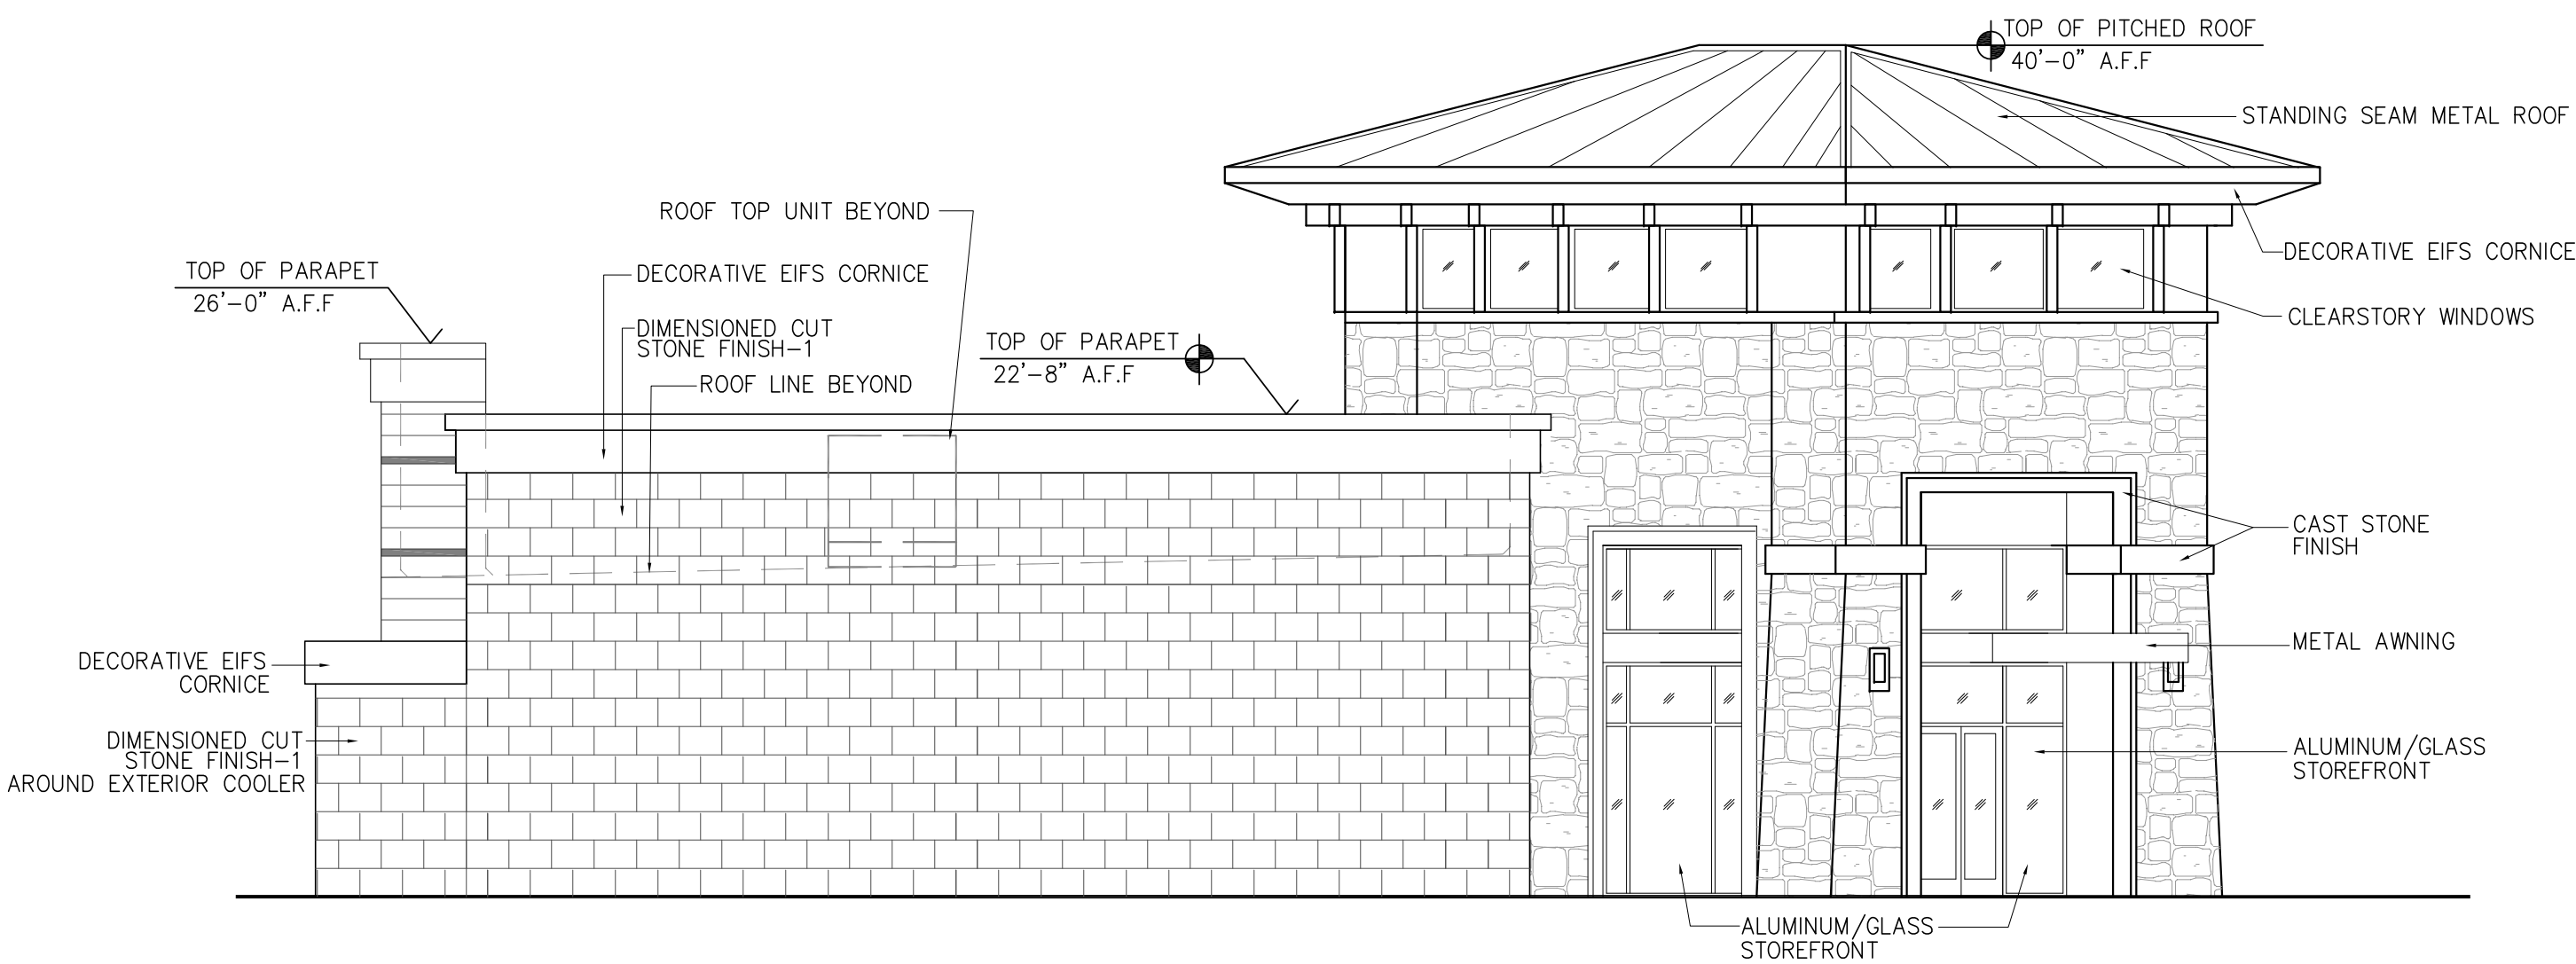 TOP OF PITCHED ROOF
40'-0" A.F.F
STANDING SEAM METAL ROOF
ROOF TOP UNIT BEYOND
DECORATIVE EIFS CORNICE
TOP OF PARAPET
26'-0" A.F.F
DECORATIVE EIFS CORNICE
CLEARSTORY WINDOWS
DIMENSIONED CUT
STONE FINISH-1
TOP OF PARAPET
22'-8" A.F.F
ROOF LINE BEYOND
CAST STONE
FINISH
METAL AWNING
DECORATIVE EIFS
CORNICE
DIMENSIONED CUT
STONE FINISH-1
AROUND EXTERIOR COOLER
ALUMINUM/GLASS
STOREFRONT
ALUMINUM/GLASS
STOREFRONT